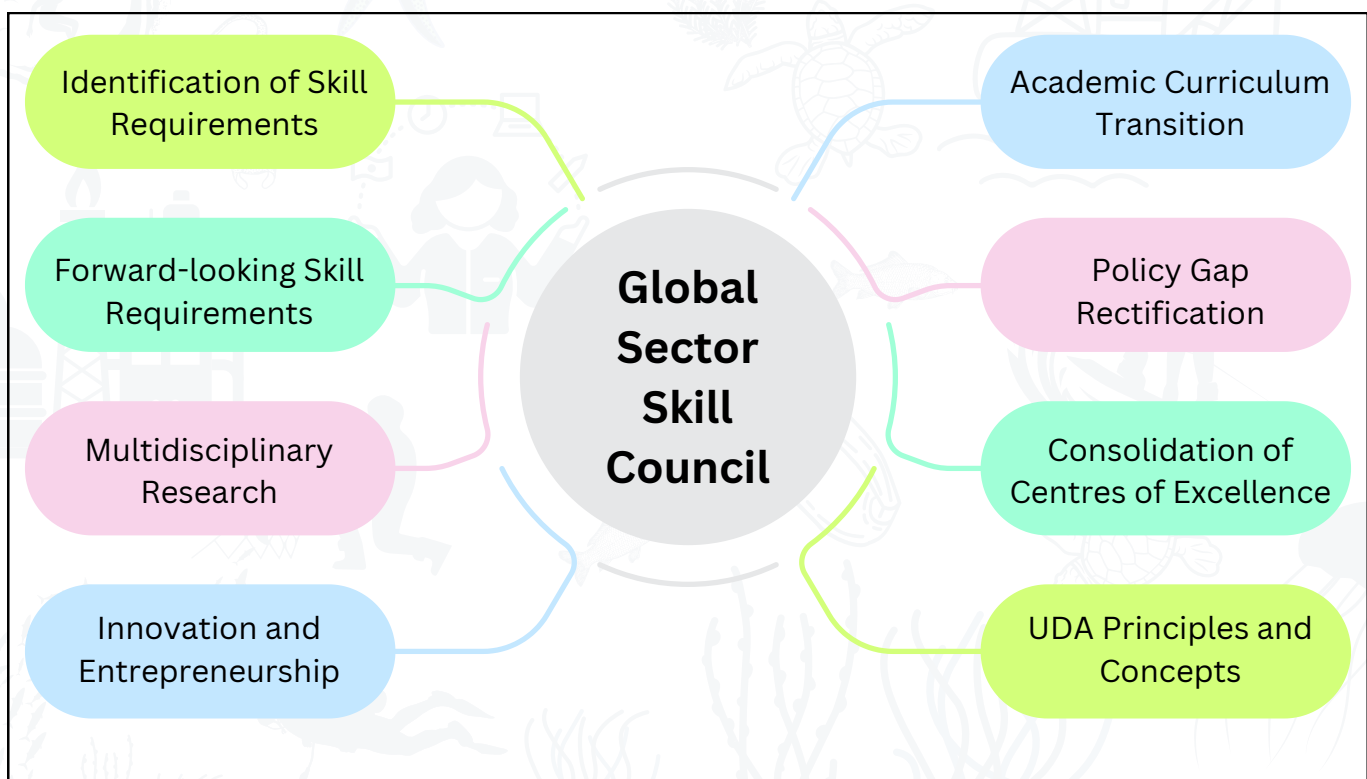 Identification of Skill
Requirements
Forward-looking Skill
Requirements
Multidisciplinary
Research
Innovation and
Entrepreneurship
Global
Sector
Skill
Council
Academic Curriculum
Transition
Policy Gap
Rectification
Consolidation of
Centres of Excellence
UDA Principles and
Concepts